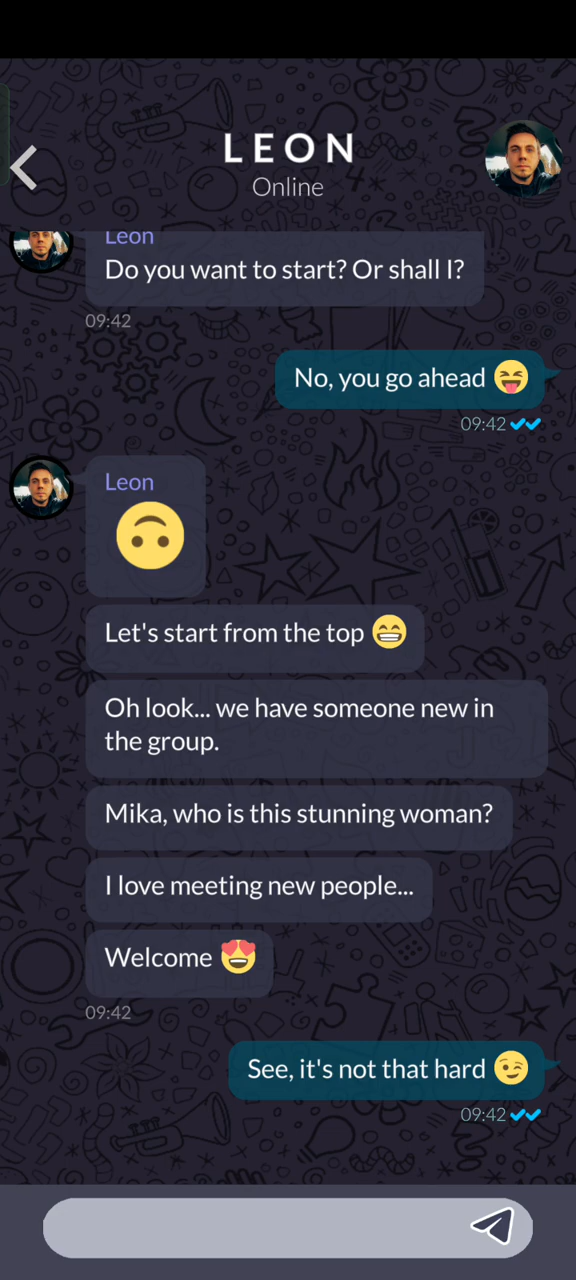 LEON
Online
Leon
Do you want to start? Or shall I?
09:42
No, you go ahead 😝
09:42
Leon
🙃
Let's start from the top 😁
Oh look... we have someone new in
the group.
Mika, who is this stunning woman?
I love meeting new people...
Welcome 😍
09:42
See, it's not that hard 😉
09:42